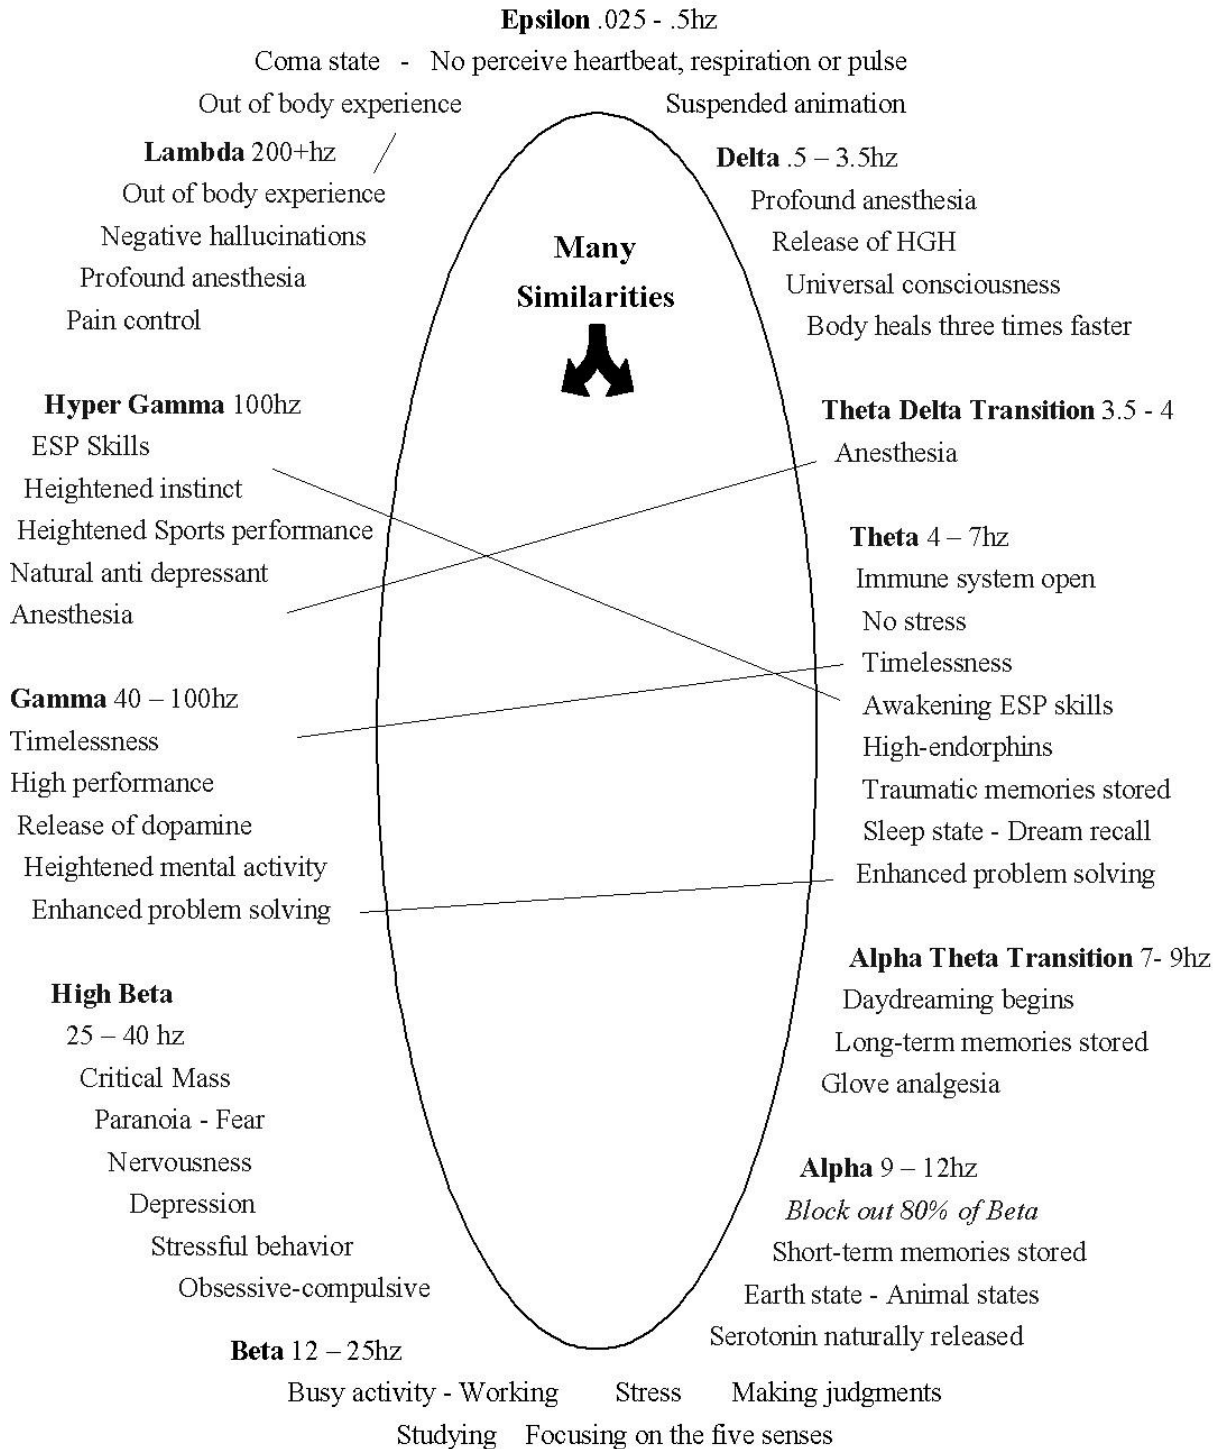 Epsilon .025 - .5hz
Coma state - No perceive heartbeat, respiration or pulse
Out of body experience
Suspended animation
Lambda 200+hz
Out of body experience
Negative hallucinations
Profound anesthesia
Pain control
Delta .5 – 3.5hz
Profound anesthesia
Release of HGH
Universal consciousness
Body heals three times faster
Many
Similarities
Hyper Gamma 100hz
ESP Skills
Heightened instinct
Heightened Sports performance
Natural anti depressant
Anesthesia
Theta Delta Transition 3.5 - 4
Anesthesia
Theta 4 – 7hz
Immune system open
No stress
Timelessness
Awakening ESP skills
High-endorphins
Traumatic memories stored
Sleep state - Dream recall
Enhanced problem solving
Gamma 40 – 100hz
Timelessness
High performance
Release of dopamine
Heightened mental activity
Enhanced problem solving
Alpha Theta Transition 7- 9hz
Daydreaming begins
Long-term memories stored
Glove analgesia
High Beta
25 – 40 hz
Critical Mass
Paranoia - Fear
Nervousness
Depression
Stressful behavior
Obsessive-compulsive
Alpha 9 – 12hz
Block out 80% of Beta
Short-term memories stored
Earth state - Animal states
Serotonin naturally released
Beta 12 – 25hz
Busy activity - Working Stress Making judgments
Studying Focusing on the five senses